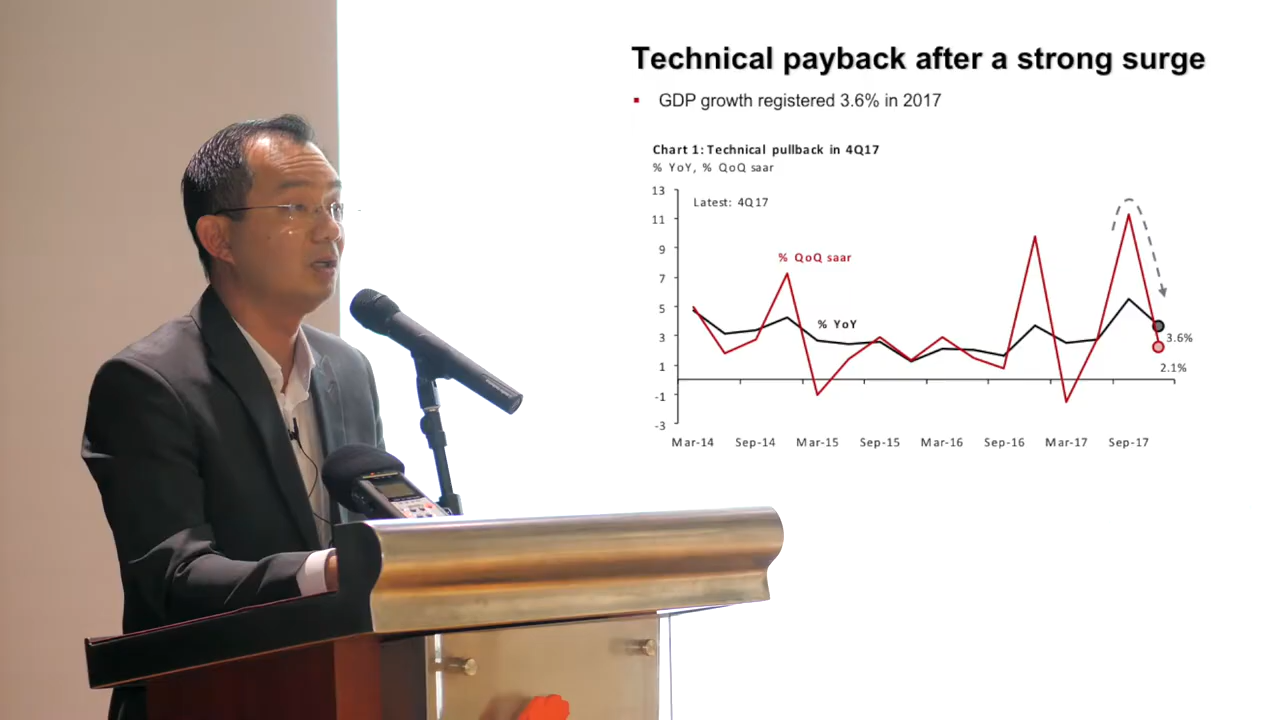 Technical payback after a strong surge
GDP growth registered 3.6% in 2017
Chart 1: Technical pullback in 4Q17
% YoY, % QoQ saar
13
Latest: 4Q17
11
9
% QoQ saar
7
5
% YoY
3
3.6%
1
2.1%
-1
-3
Mar-14 Sep-14 Mar-15 Sep-15 Mar-16 Sep-16 Mar-17 Sep-17